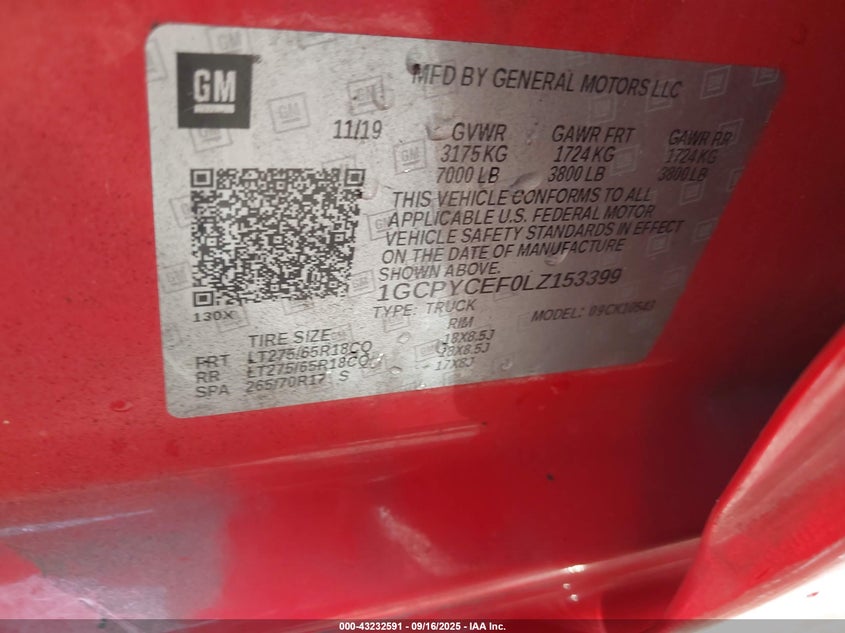 GM
MFD BY GENERAL MOTORS LLC
11/19 GVWR GAWR FRT GAWR RR
3175 KG 1724 KG 1724 KG
7000 LB 3800 LB 3800 LB
THIS VEHICLE CONFORMS TO ALL
APPLICABLE U.S. FEDERAL MOTOR
VEHICLE SAFETY STANDARDS IN EFFECT
ON THE DATE OF MANUFACTURE
SHOWN ABOVE.
1GCPYCEF0LZ153399
130X
TYPE: TRUCK MODEL: 09CK10543
TIRE SIZE RIM
FRT LT275/65R18CQ 18X8.5J
RR LT275/65R18CQ 18X8.5J
SPA 265/70R17 S 17X8J
000-43232591 - 09/16/2025 - IAA Inc.